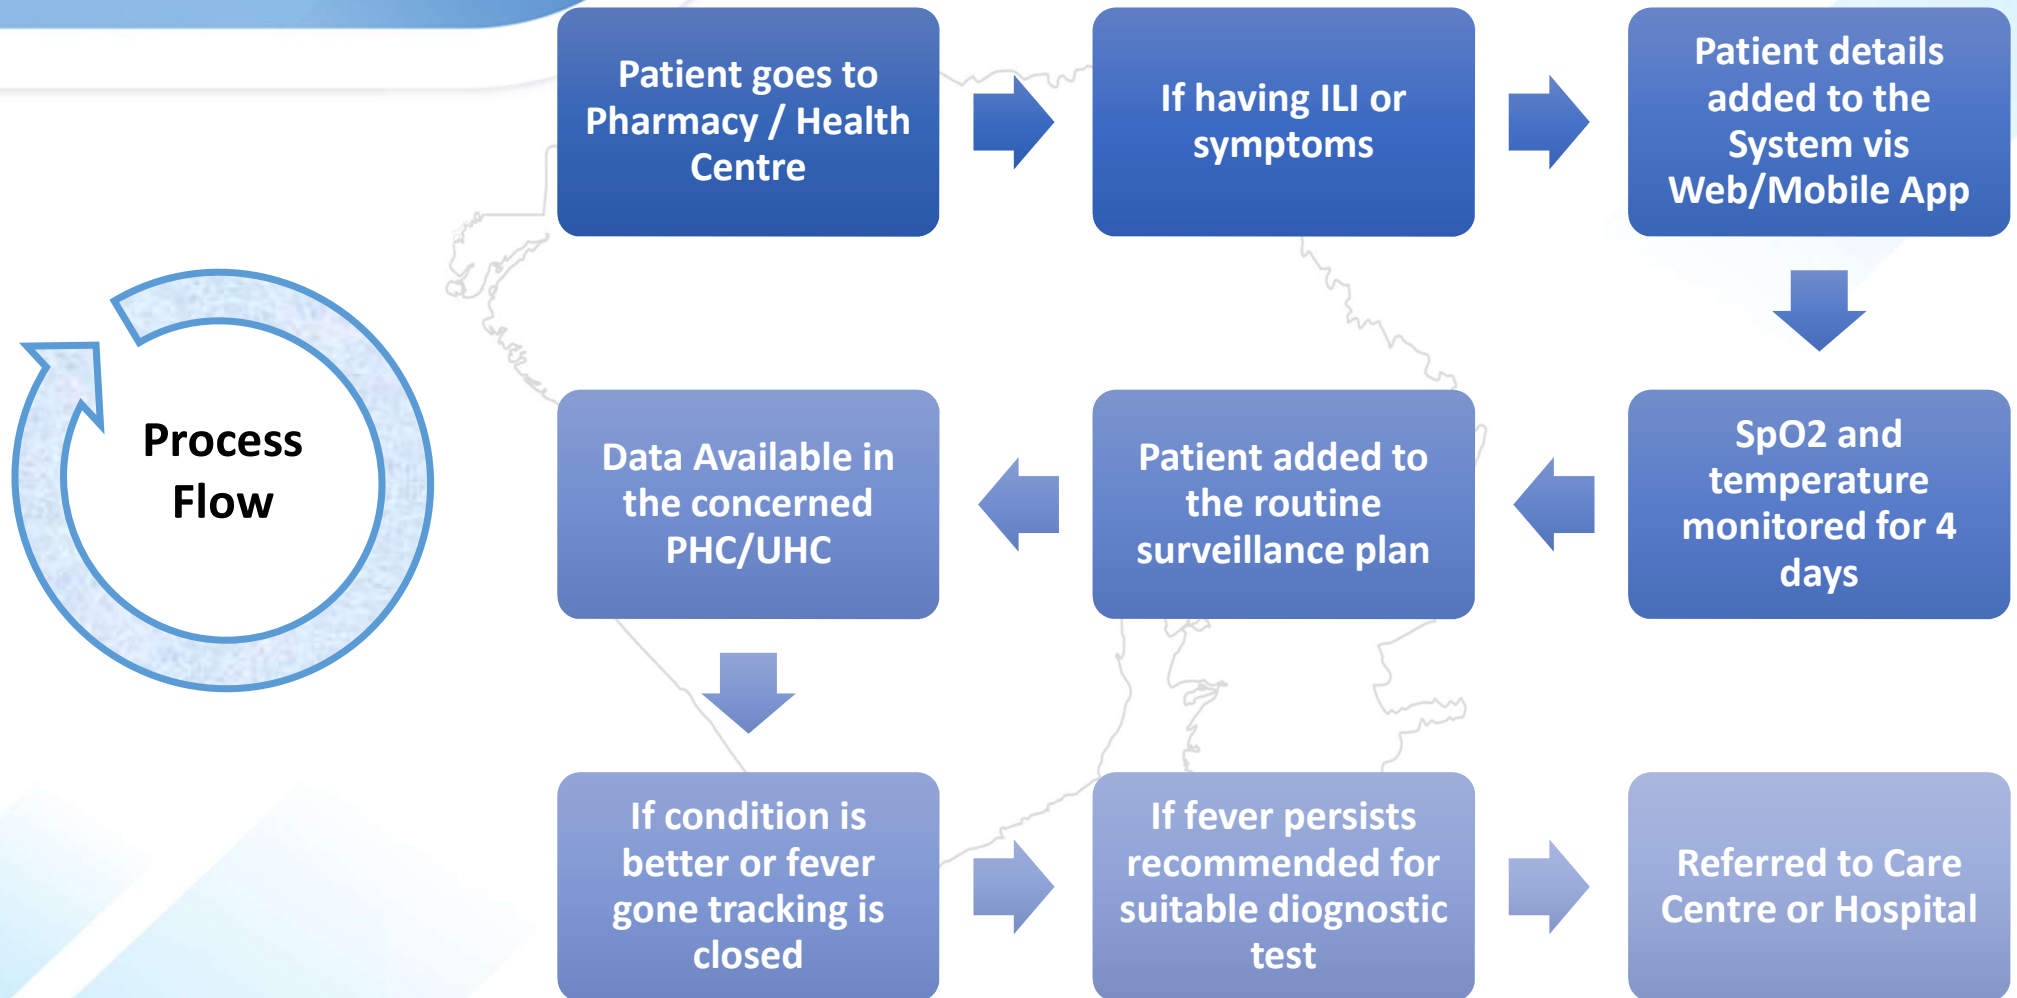 Process
Flow
Patient goes to
Pharmacy / Health
Centre
If having ILI or
symptoms
Patient details
added to the
System vis
Web/Mobile App
SpO2 and
temperature
monitored for 4
days
Patient added to
the routine
surveillance plan
Data Available in
the concerned
PHC/UHC
If condition is
better or fever
gone tracking is
closed
If fever persists
recommended for
suitable diognostic
test
Referred to Care
Centre or Hospital